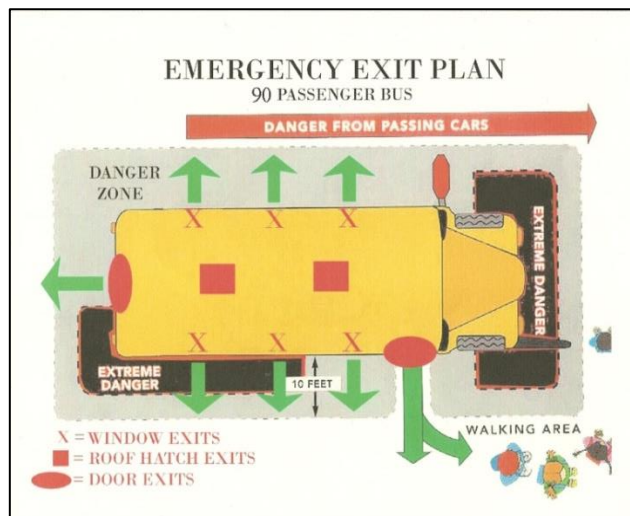 EMERGENCY EXIT PLAN
90 PASSENGER BUS
DANGER FROM PASSING CARS
DANGER
ZONE
X
X
X
EXTREME DANGER
X
X
X
EXTREME
DANGER
10 FEET
WALKING AREA
X = WINDOW EXITS
= ROOF HATCH EXITS
= DOOR EXITS